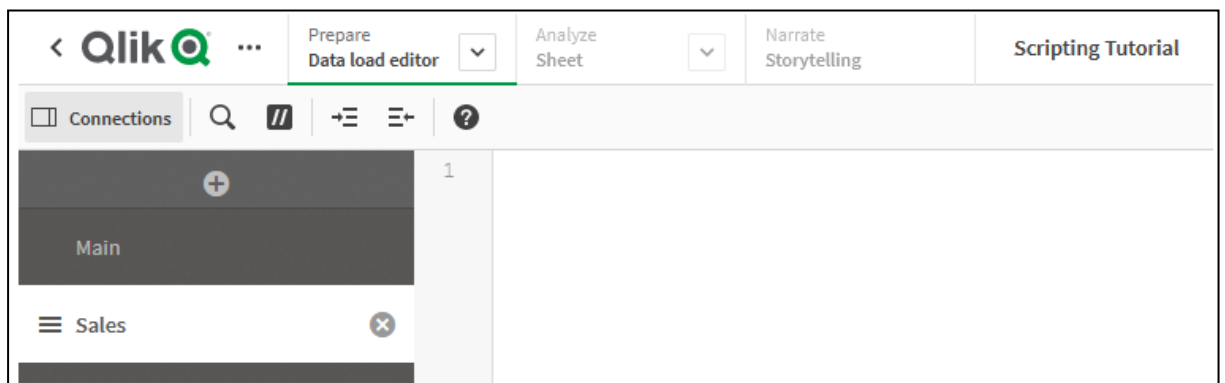 Qlik
Prepare
Data load editor
Analyze
Sheet
Narrate
Storytelling
Scripting Tutorial
Connections
//
1
Main
Sales